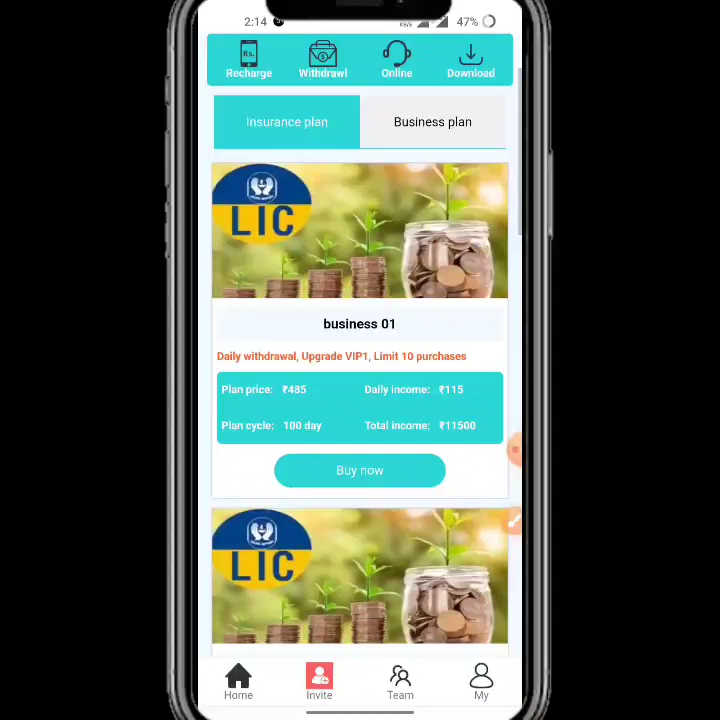 2:14
KB/S
47%
Rs.
Recharge Withdrawl Online Download
Insurance plan Business plan
LIC
business 01
Daily withdrawal, Upgrade VIP1, Limit 10 purchases
Plan price: ₹485 Daily income: ₹115
Plan cycle: 100 day Total income: ₹11500
Buy now
LIC
Home Invite Team My